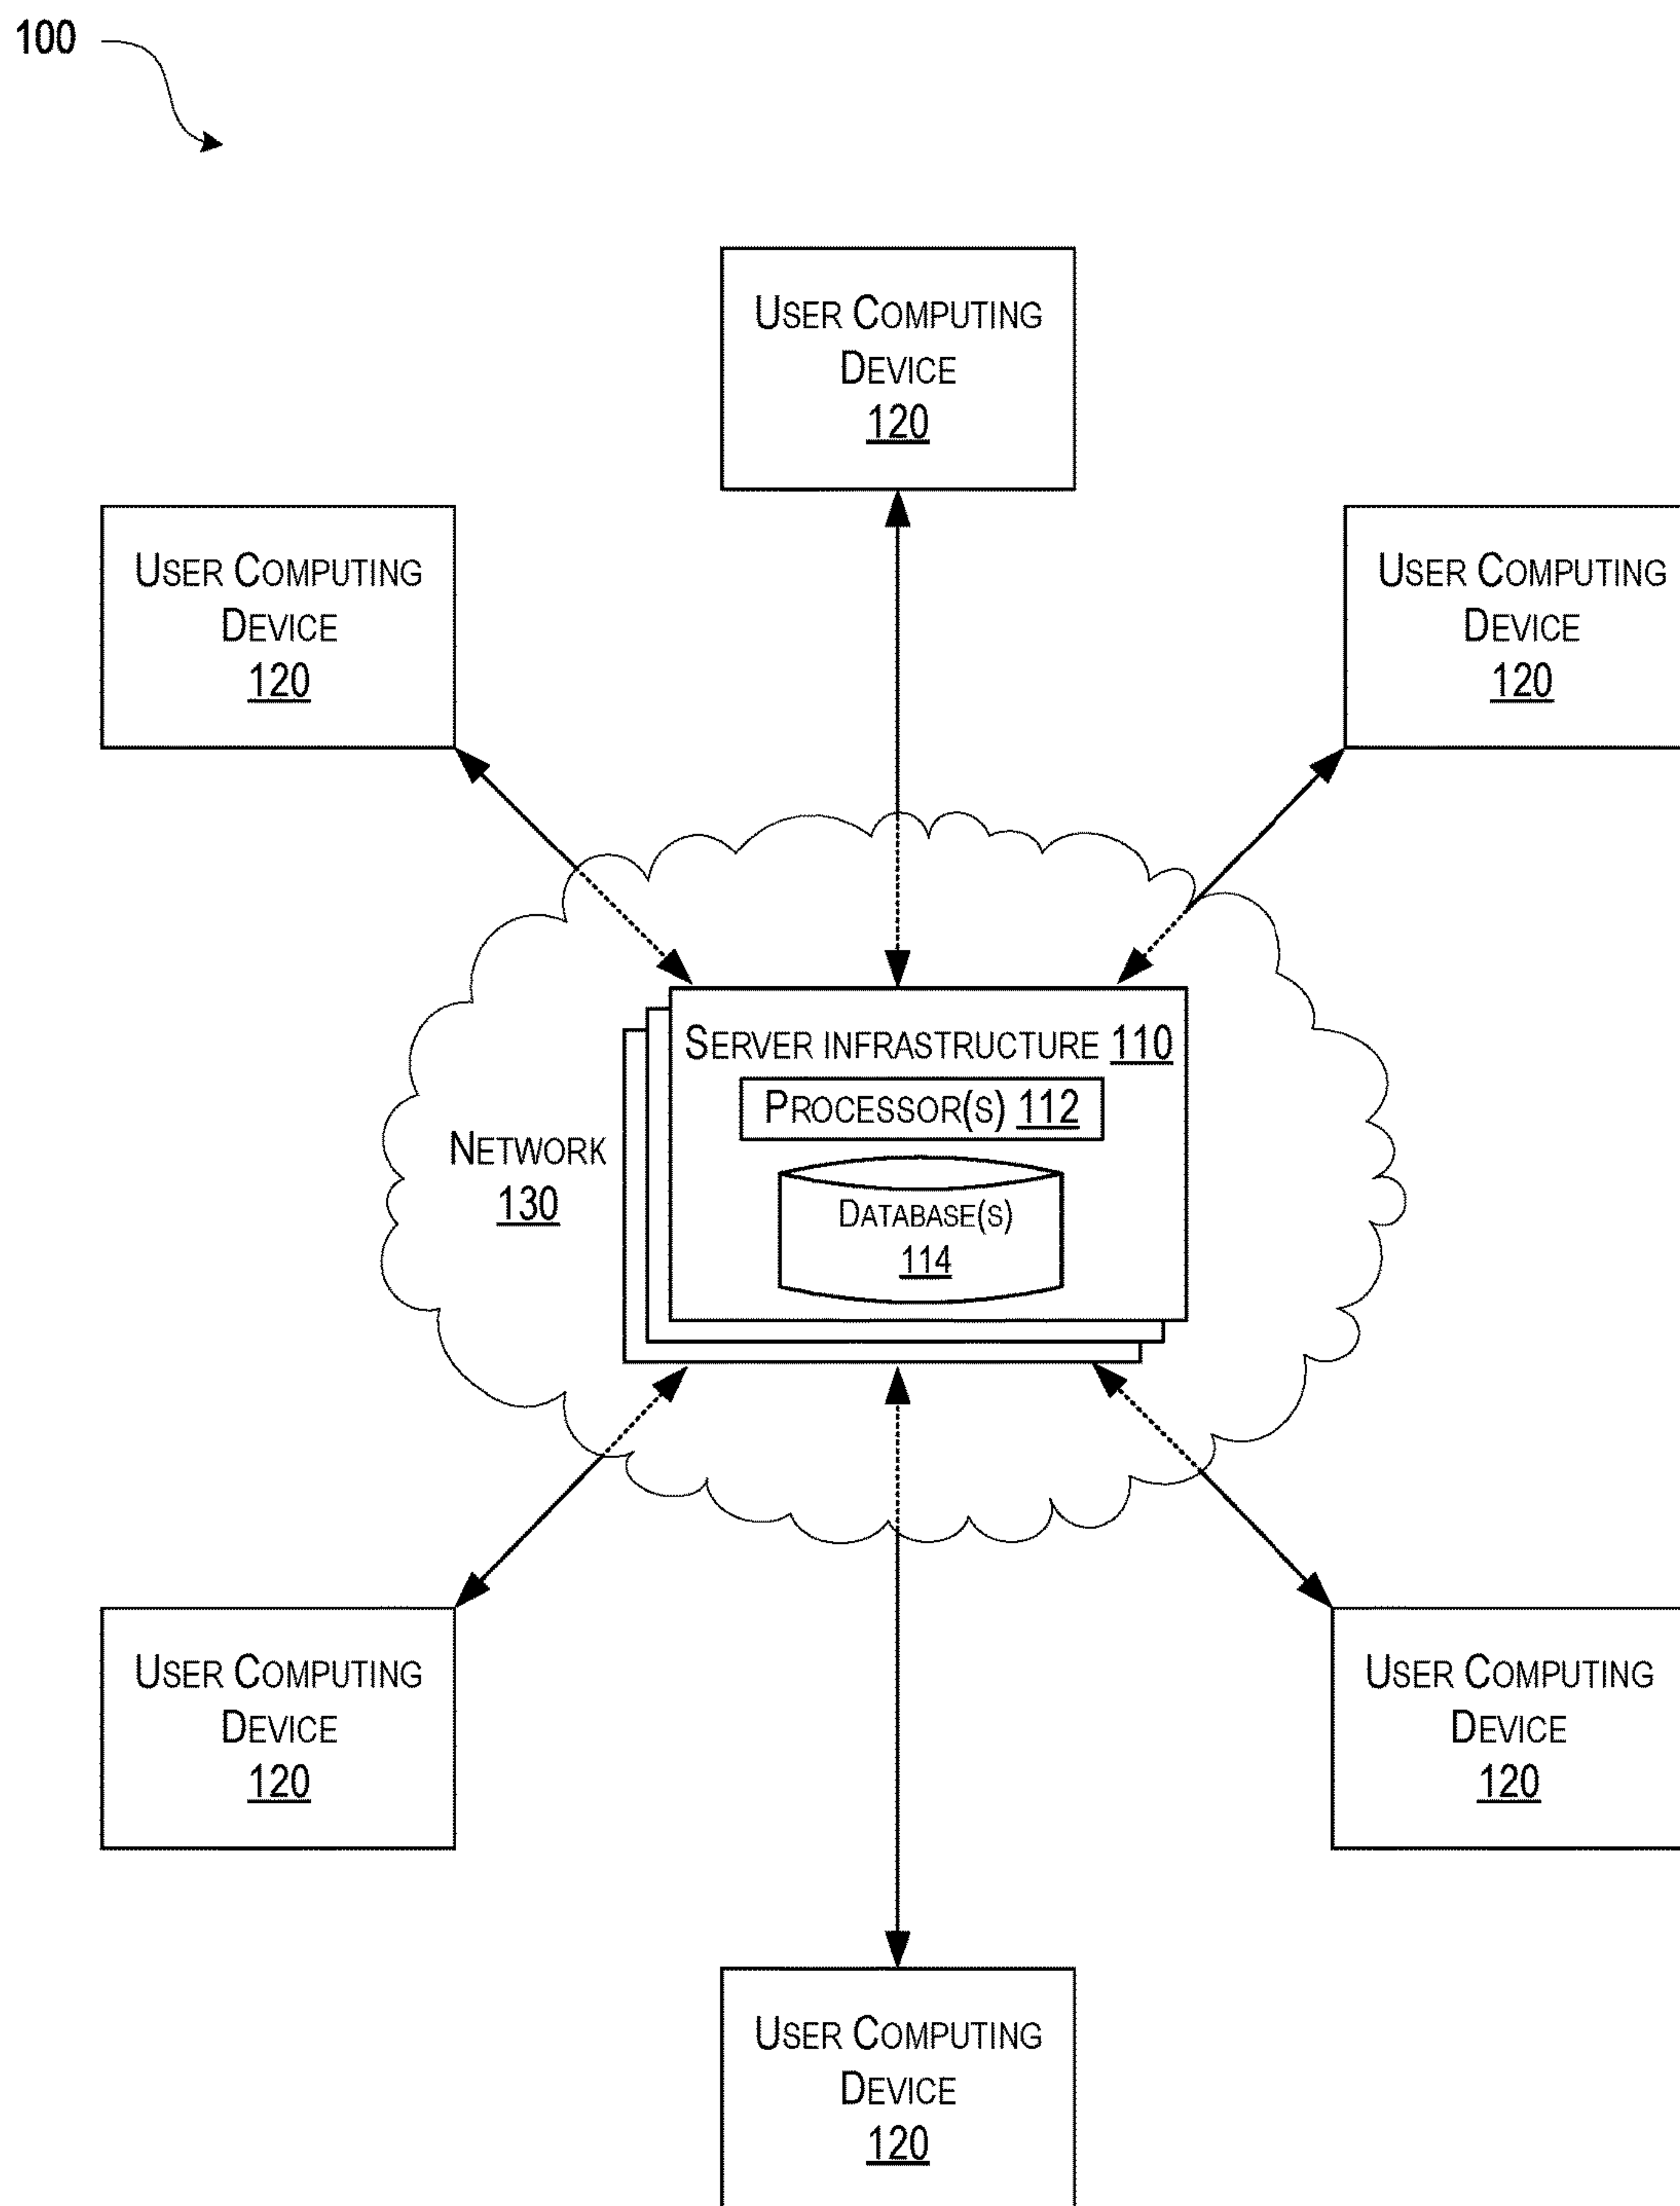 100
USER COMPUTING
DEVICE
120
USER COMPUTING
DEVICE
120
USER COMPUTING
DEVICE
120
SERVER INFRASTRUCTURE 110
PROCESSOR(S) 112
NETWORK
130
DATABASE(S)
114
USER COMPUTING
DEVICE
120
USER COMPUTING
DEVICE
120
USER COMPUTING
DEVICE
120